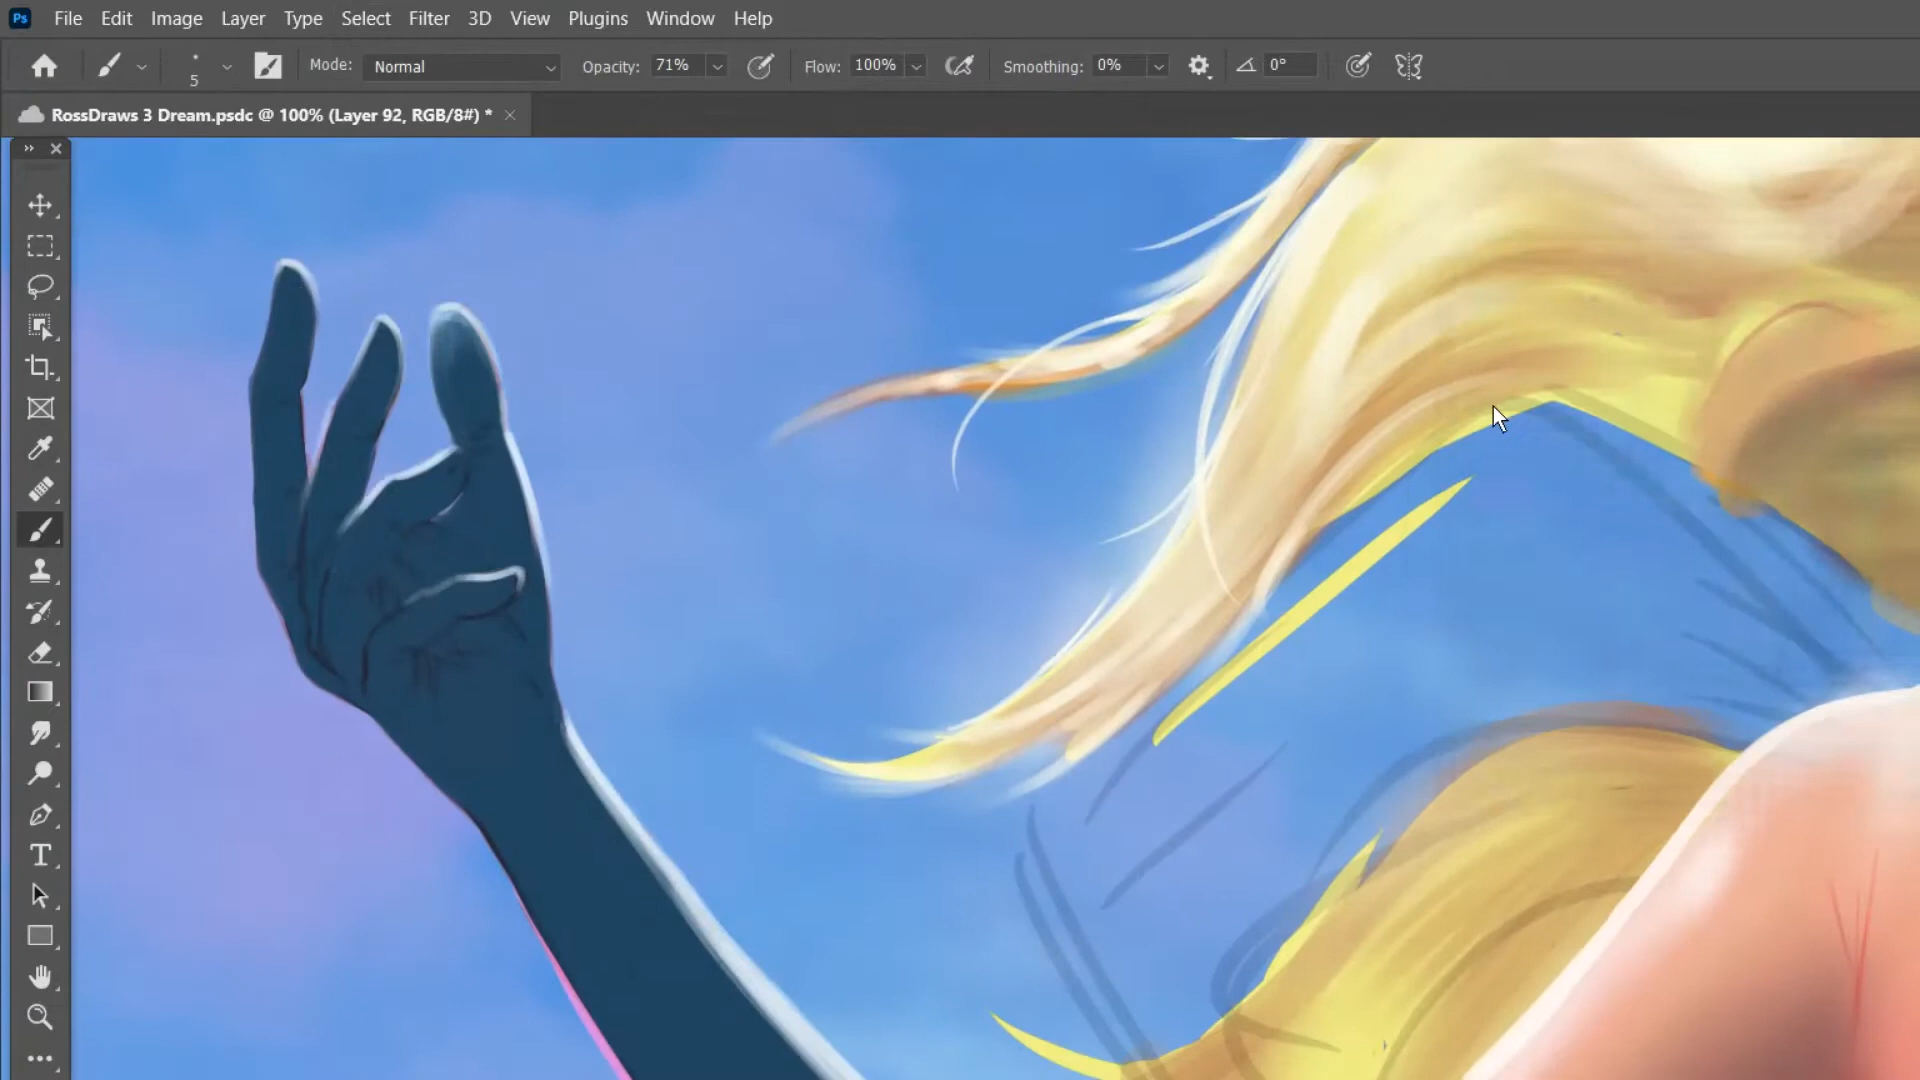 Ps File Edit Image Layer Type Select Filter 3D View Plugins Window Help
5 Mode: Normal Opacity: 71% Flow: 100% Smoothing: 0% 0°
RossDraws 3 Dream.psdc @ 100% (Layer 92, RGB/8#) *